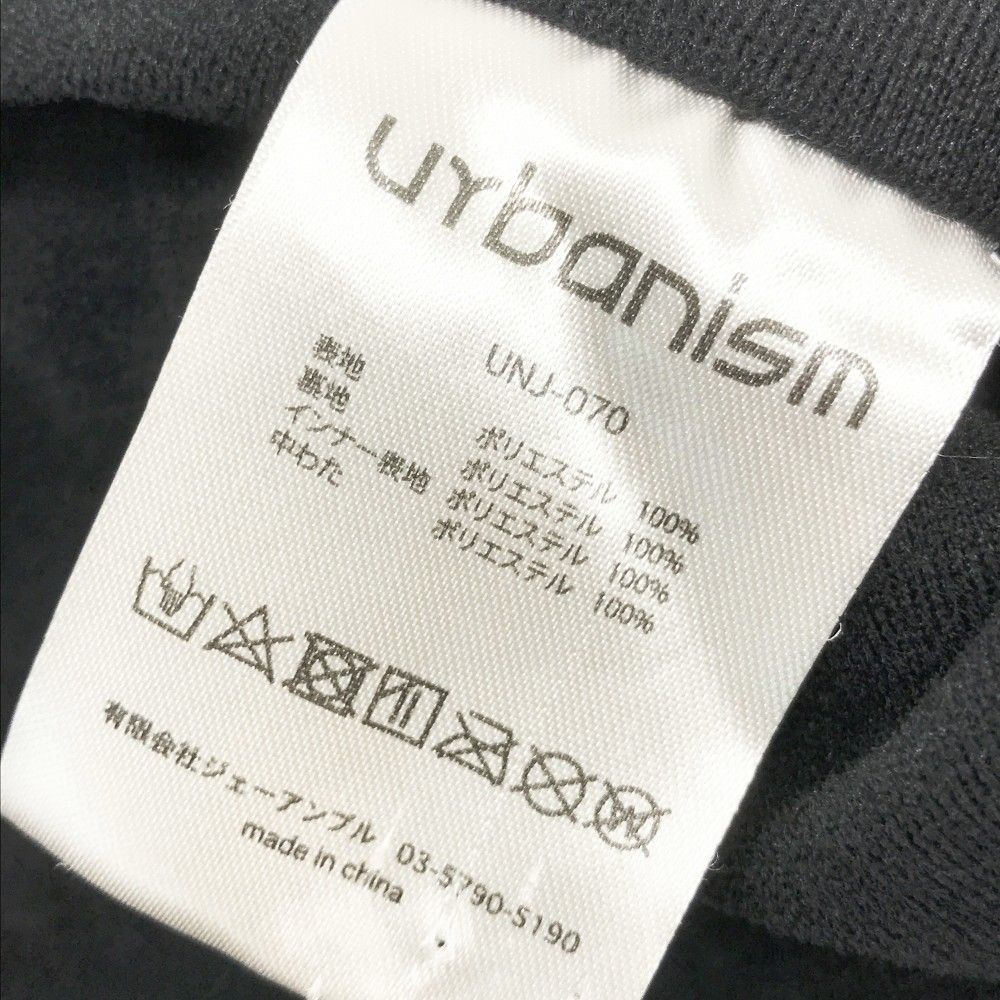 urbanism
UNJ-070
表地 ポリエステル 100%
裏地 ポリエステル 100%
インナー表地 ポリエステル 100%
中わた ポリエステル 100%
有限会社ジェーアンブル 03-5790-5190
made in china